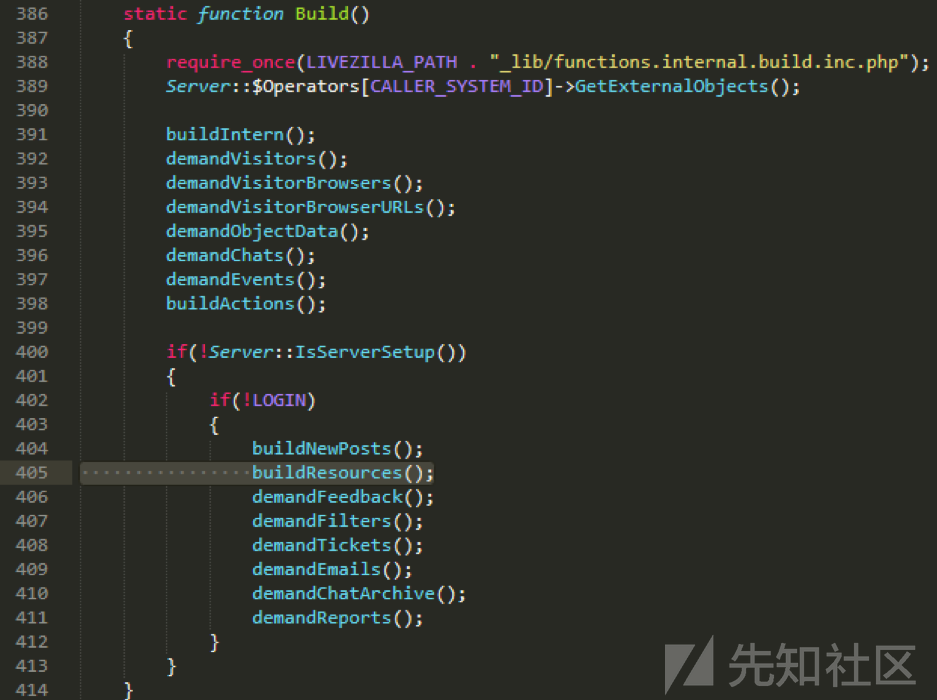 386 static function Build()
387 {
388 require_once(LIVEZILLA_PATH . "_lib/functions.internal.build.inc.php");
389 Server::$Operators[CALLER_SYSTEM_ID]->GetExternalObjects();
390
391 buildIntern();
392 demandVisitors();
393 demandVisitorBrowsers();
394 demandVisitorBrowserURLs();
395 demandObjectData();
396 demandChats();
397 demandEvents();
398 buildActions();
399
400 if(!Server::IsServerSetup())
401 {
402 if(!LOGIN)
403 {
404 buildNewPosts();
405 buildResources();
406 demandFeedback();
407 demandFilters();
408 demandTickets();
409 demandEmails();
410 demandChatArchive();
411 demandReports();
412 }
413 }
414 }
先知社区